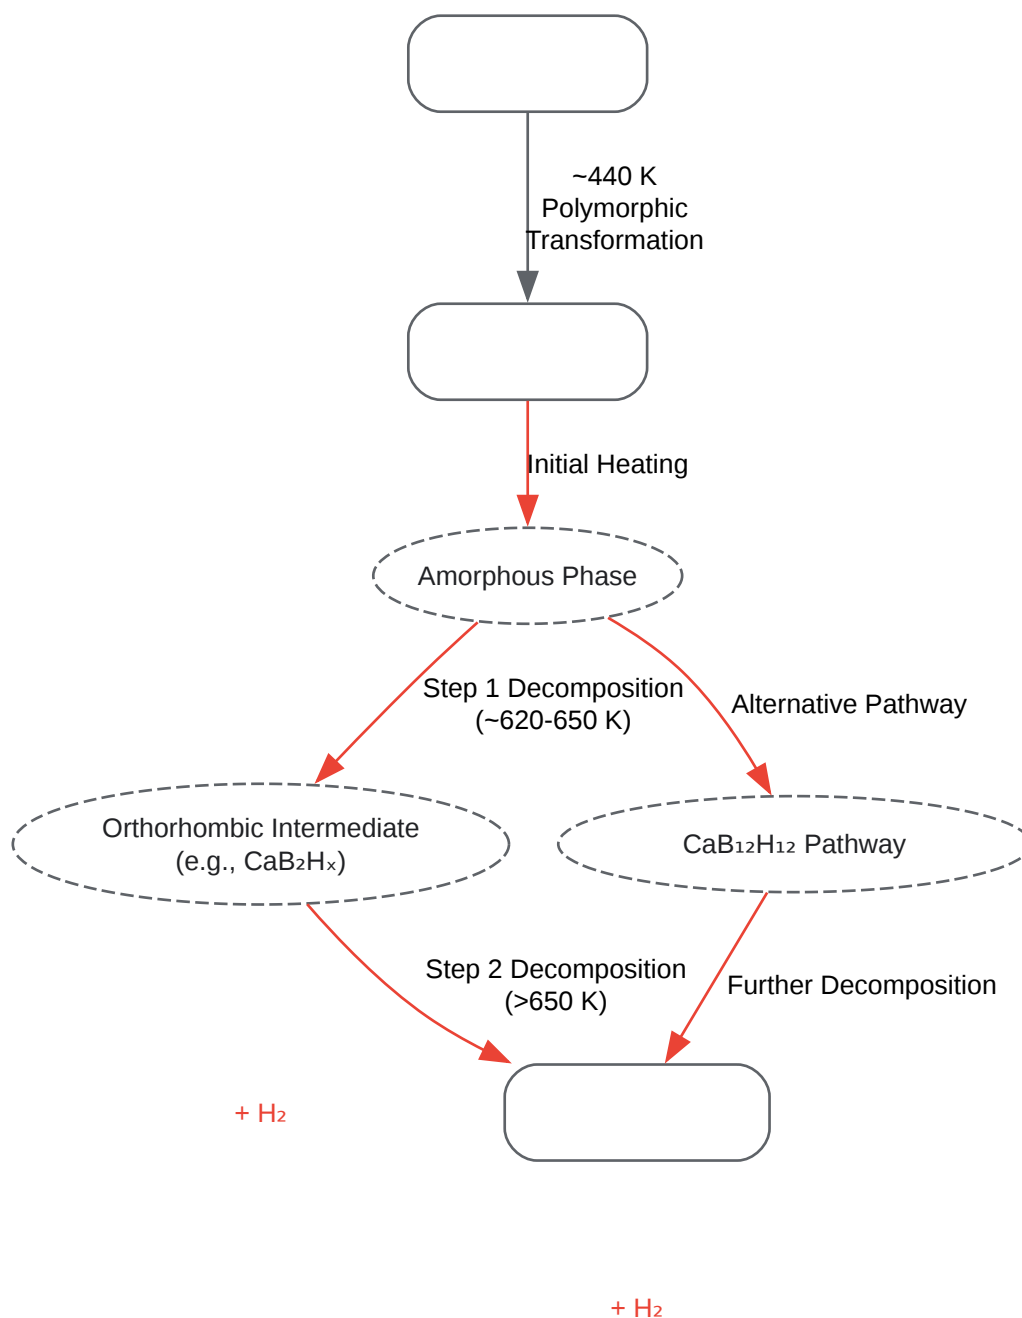 ~440 K
Polymorphic
Transformation
Initial Heating
Amorphous Phase
Step 1 Decomposition
(~620-650 K)
Alternative Pathway
Orthorhombic Intermediate
(e.g., CaB₂Hₓ)
CaB₁₂H₁₂ Pathway
Step 2 Decomposition
(>650 K)
Further Decomposition
+ H₂
+ H₂